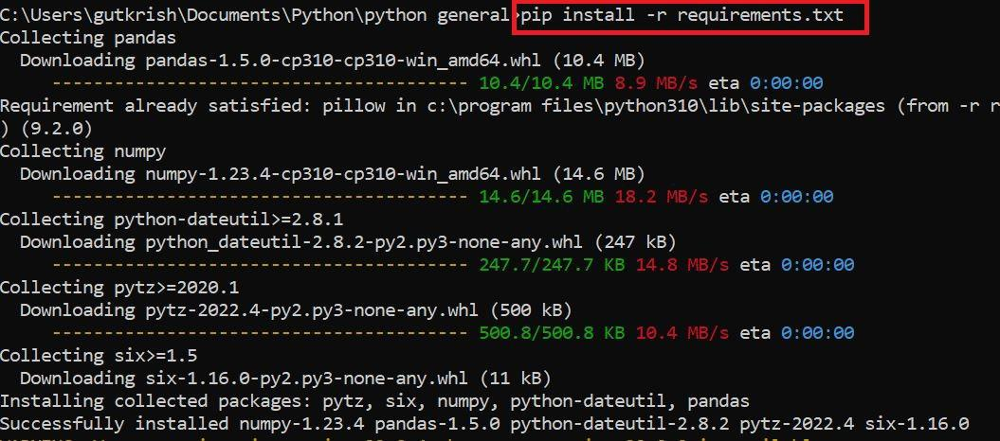 C:\Users\gutkrish\Documents\Python\python general>pip install -r requirements.txt
Collecting pandas
Downloading pandas-1.5.0-cp310-cp310-win_amd64.whl (10.4 MB)
---------------------------------------- 10.4/10.4 MB 8.9 MB/s eta 0:00:00
Requirement already satisfied: pillow in c:\program files\python310\lib\site-packages (from -r r
) (9.2.0)
Collecting numpy
Downloading numpy-1.23.4-cp310-cp310-win_amd64.whl (14.6 MB)
---------------------------------------- 14.6/14.6 MB 18.2 MB/s eta 0:00:00
Collecting python-dateutil>=2.8.1
Downloading python_dateutil-2.8.2-py2.py3-none-any.whl (247 kB)
---------------------------------------- 247.7/247.7 KB 14.8 MB/s eta 0:00:00
Collecting pytz>=2020.1
Downloading pytz-2022.4-py2.py3-none-any.whl (500 kB)
---------------------------------------- 500.8/500.8 KB 10.4 MB/s eta 0:00:00
Collecting six>=1.5
Downloading six-1.16.0-py2.py3-none-any.whl (11 kB)
Installing collected packages: pytz, six, numpy, python-dateutil, pandas
Successfully installed numpy-1.23.4 pandas-1.5.0 python-dateutil-2.8.2 pytz-2022.4 six-1.16.0